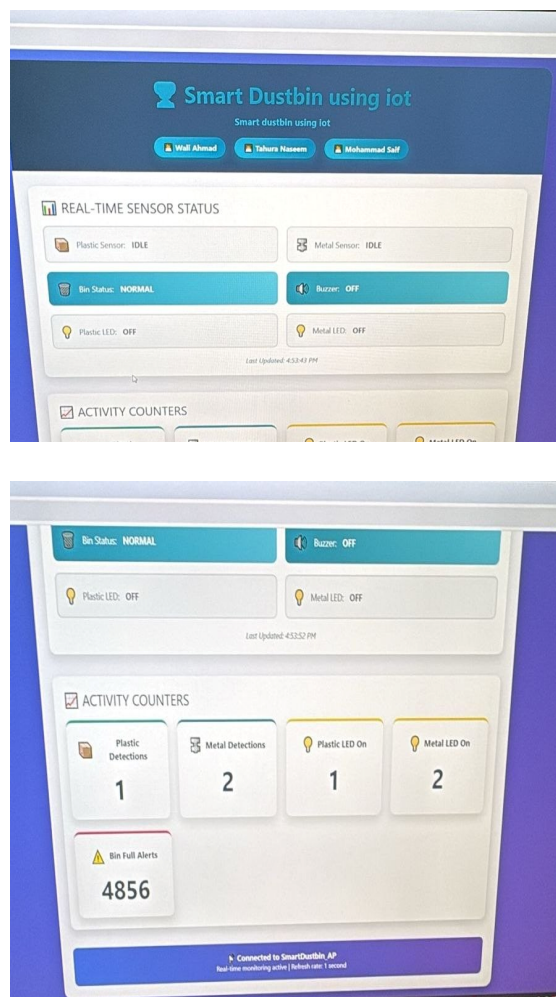 Smart Dustbin using iot
Smart dustbin using iot
Wali Ahmad Tahura Naseem Mohammad Saif
REAL-TIME SENSOR STATUS
Plastic Sensor: IDLE Metal Sensor: IDLE
Bin Status: NORMAL Buzzer: OFF
Plastic LED: OFF Metal LED: OFF
Last Updated: 4:53:43 PM
ACTIVITY COUNTERS
Bin Status: NORMAL Buzzer: OFF
Plastic LED: OFF Metal LED: OFF
Last Updated: 4:53:52 PM
ACTIVITY COUNTERS
Plastic Detections Metal Detections Plastic LED On Metal LED On
1 2 1 2
Bin Full Alerts
4856
Connected to SmartDustbin_AP
Real-time monitoring active | Refresh rate: 1 second